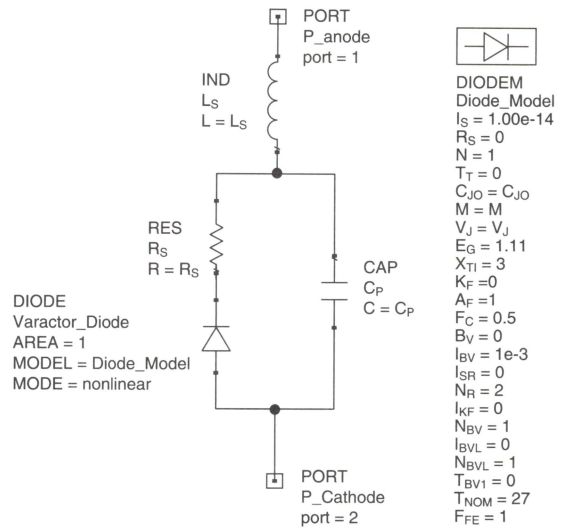 PORT
P_anode
port = 1
IND
LS
L = LS
RES
RS
R = RS
CAP
CP
C = CP
DIODE
Varactor_Diode
AREA = 1
MODEL = Diode_Model
MODE = nonlinear
PORT
P_Cathode
port = 2
DIODEM
Diode_Model
IS = 1.00e-14
RS = 0
N = 1
TT = 0
CJO = CJO
M = M
VJ = VJ
EG = 1.11
XTI = 3
KF =0
AF =1
FC = 0.5
BV = 0
IBV = 1e-3
ISR = 0
NR = 2
IKF = 0
NBV = 1
IBVL = 0
NBVL = 1
TBV1 = 0
TNOM = 27
FFE = 1